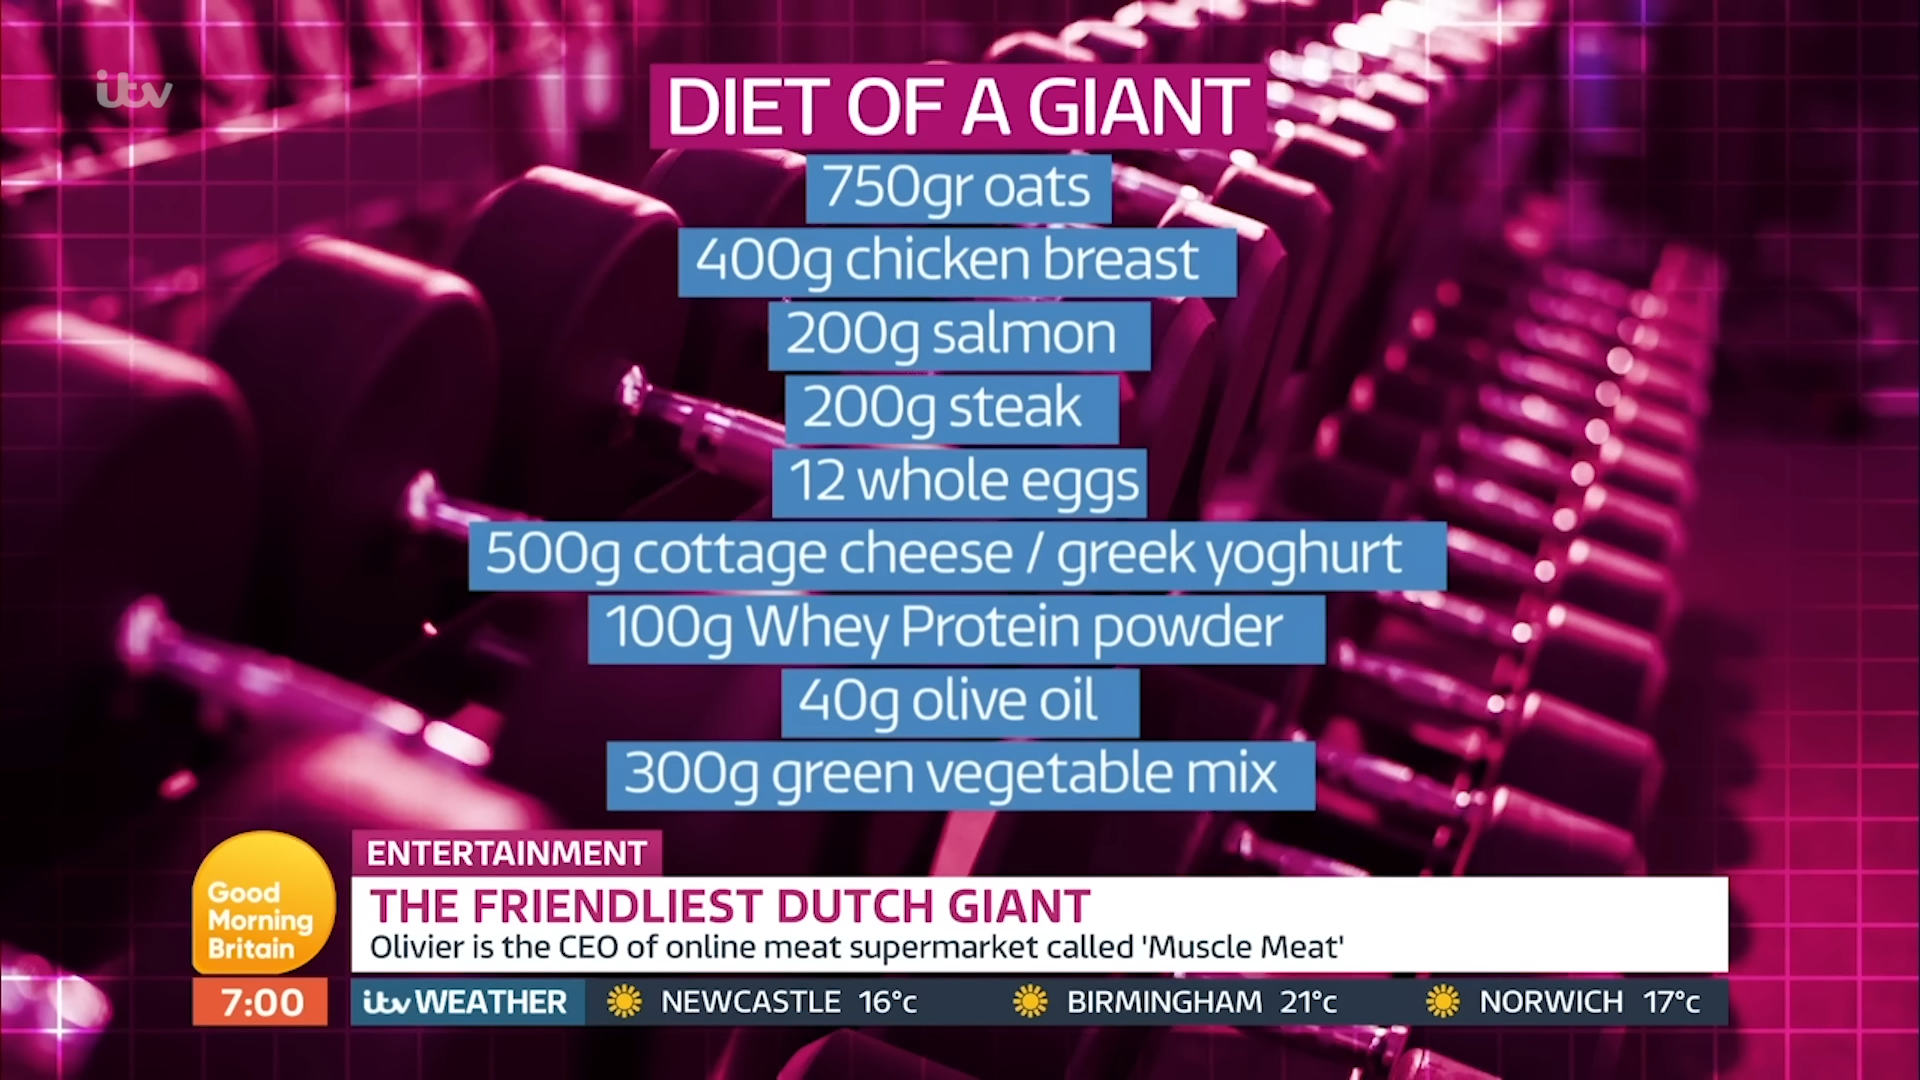 itv
DIET OF A GIANT
750gr oats
400g chicken breast
200g salmon
200g steak
12 whole eggs
500g cottage cheese / greek yoghurt
100g Whey Protein powder
40g olive oil
300g green vegetable mix
ENTERTAINMENT
THE FRIENDLIEST DUTCH GIANT
Olivier is the CEO of online meat supermarket called 'Muscle Meat'
Good
Morning
Britain
7:00 itv WEATHER NEWCASTLE 16°c BIRMINGHAM 21°c NORWICH 17°c